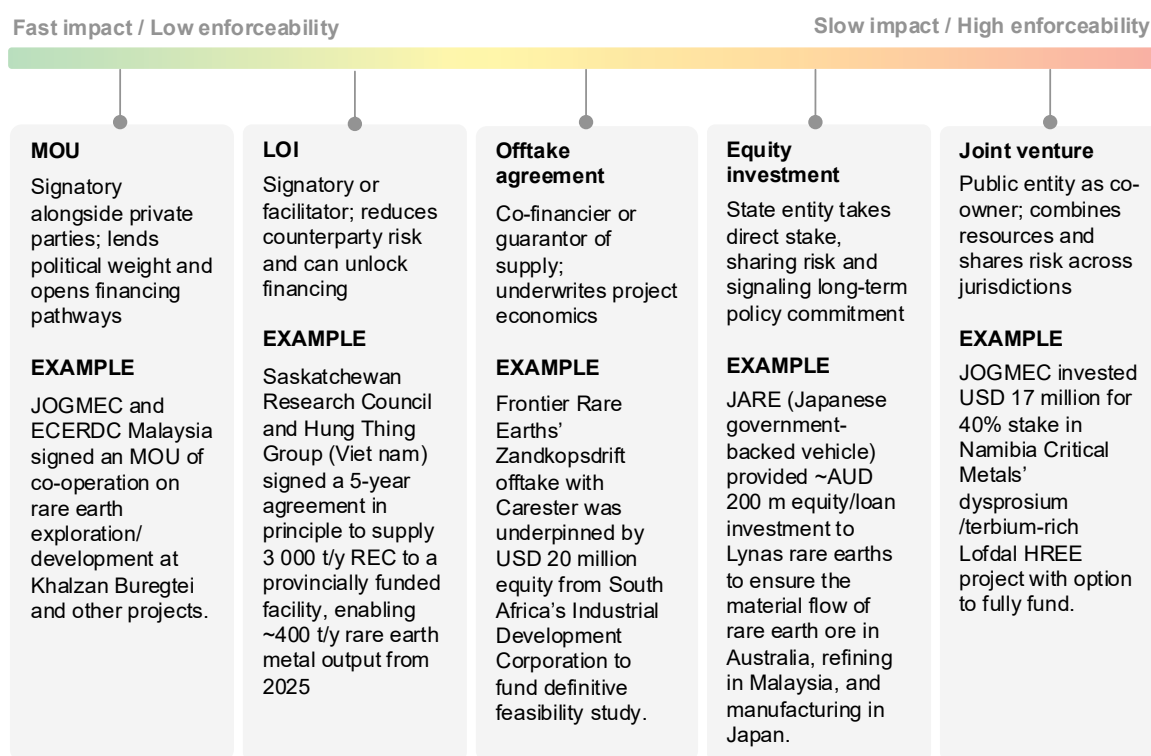 Fast impact / Low enforceability
Slow impact / High enforceability
MOU
Signatory
alongside private
parties; lends
political weight and
opens financing
pathways
EXAMPLE
JOGMEC and
ECERDC Malaysia
signed an MOU of
co-operation on
rare earth
exploration/
development at
Khalzan Buregtei
and other projects.
LOI
Signatory or
facilitator; reduces
counterparty risk
and can unlock
financing
EXAMPLE
Saskatchewan
Research Council
and Hung Thing
Group (Viet nam)
signed a 5-year
agreement in
principle to supply
3 000 t/y REC to a
provincially funded
facility, enabling
~400 t/y rare earth
metal output from
2025
Offtake
agreement
Co-financier or
guarantor of
supply;
underwrites project
economics
EXAMPLE
Frontier Rare
Earths’
Zandkopsdrift
offtake with
Carester was
underpinned by
USD 20 million
equity from South
Africa’s Industrial
Development
Corporation to
fund definitive
feasibility study.
Equity
investment
State entity takes
direct stake,
sharing risk and
signaling long-term
policy commitment
EXAMPLE
JARE (Japanese
government-
backed vehicle)
provided ~AUD
200 m equity/loan
investment to
Lynas rare earths
to ensure the
material flow of
rare earth ore in
Australia, refining
in Malaysia, and
manufacturing in
Japan.
Joint venture
Public entity as co-
owner; combines
resources and
shares risk across
jurisdictions
EXAMPLE
JOGMEC invested
USD 17 million for
40% stake in
Namibia Critical
Metals’
dysprosium
/terbium-rich
Lofdal HREE
project with option
to fully fund.